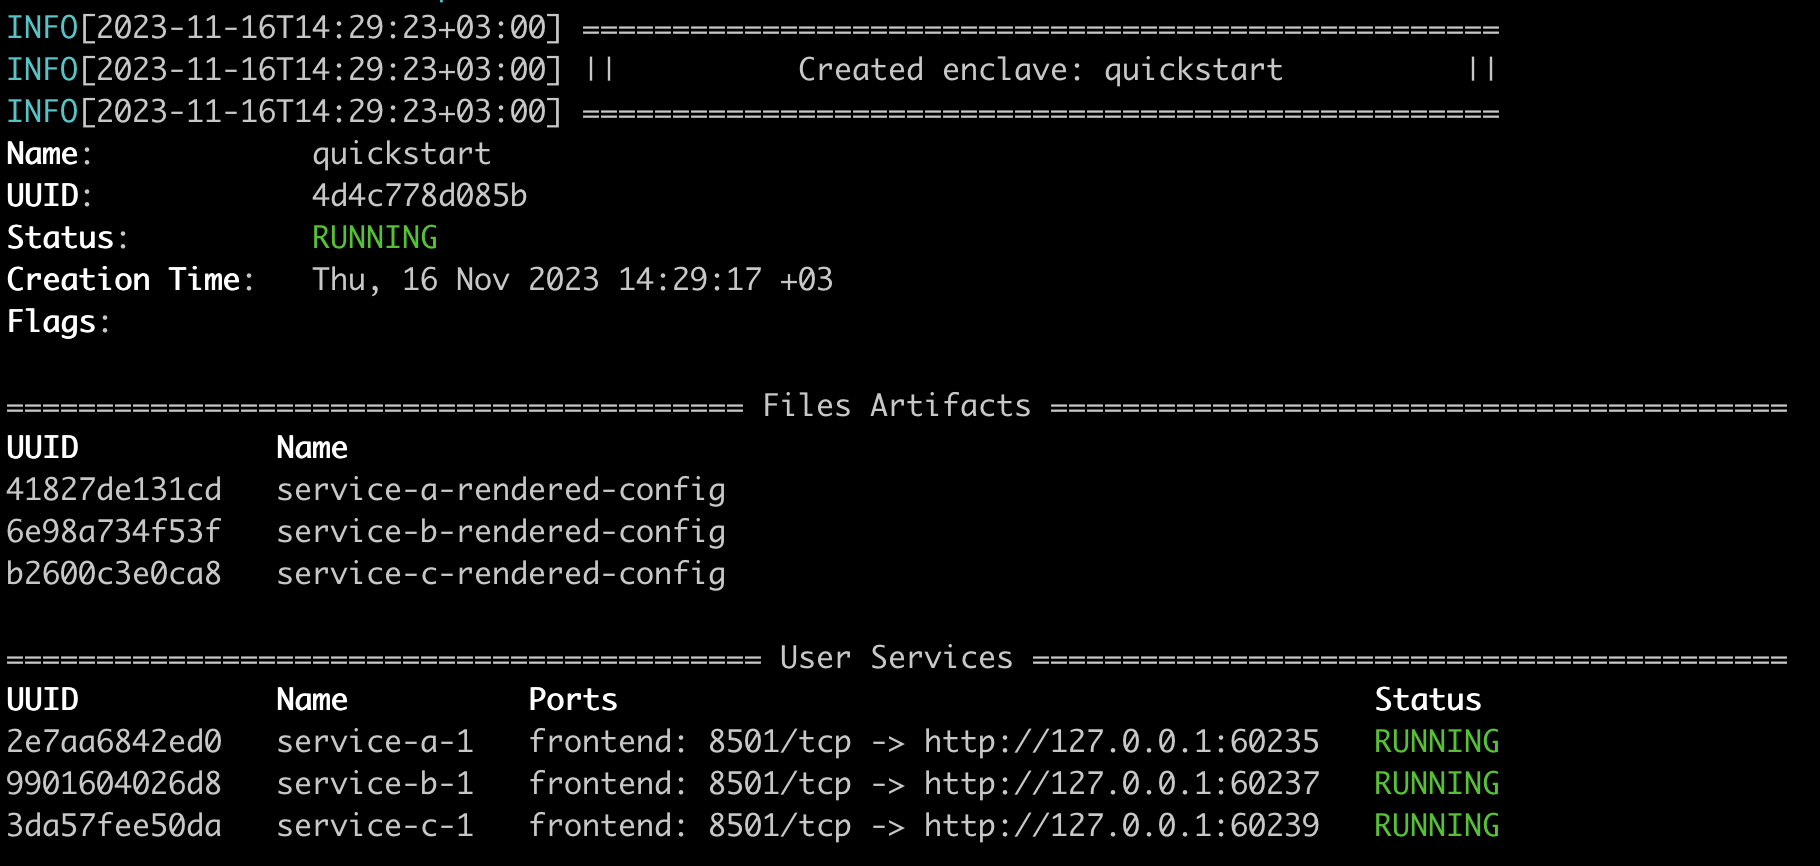 INFO[2023-11-16T14:29:23+03:00] ===================================================
INFO[2023-11-16T14:29:23+03:00] ||          Created enclave: quickstart          ||
INFO[2023-11-16T14:29:23+03:00] ===================================================
Name:            quickstart
UUID:            4d4c778d085b
Status:          RUNNING
Creation Time:   Thu, 16 Nov 2023 14:29:17 +03
Flags:
========================================= Files Artifacts =========================================
UUID           Name
41827de131cd   service-a-rendered-config
6e98a734f53f   service-b-rendered-config
b2600c3e0ca8   service-c-rendered-config
========================================== User Services ==========================================
UUID           Name          Ports                                          Status
2e7aa6842ed0   service-a-1   frontend: 8501/tcp -> http://127.0.0.1:60235   RUNNING
9901604026d8   service-b-1   frontend: 8501/tcp -> http://127.0.0.1:60237   RUNNING
3da57fee50da   service-c-1   frontend: 8501/tcp -> http://127.0.0.1:60239   RUNNING